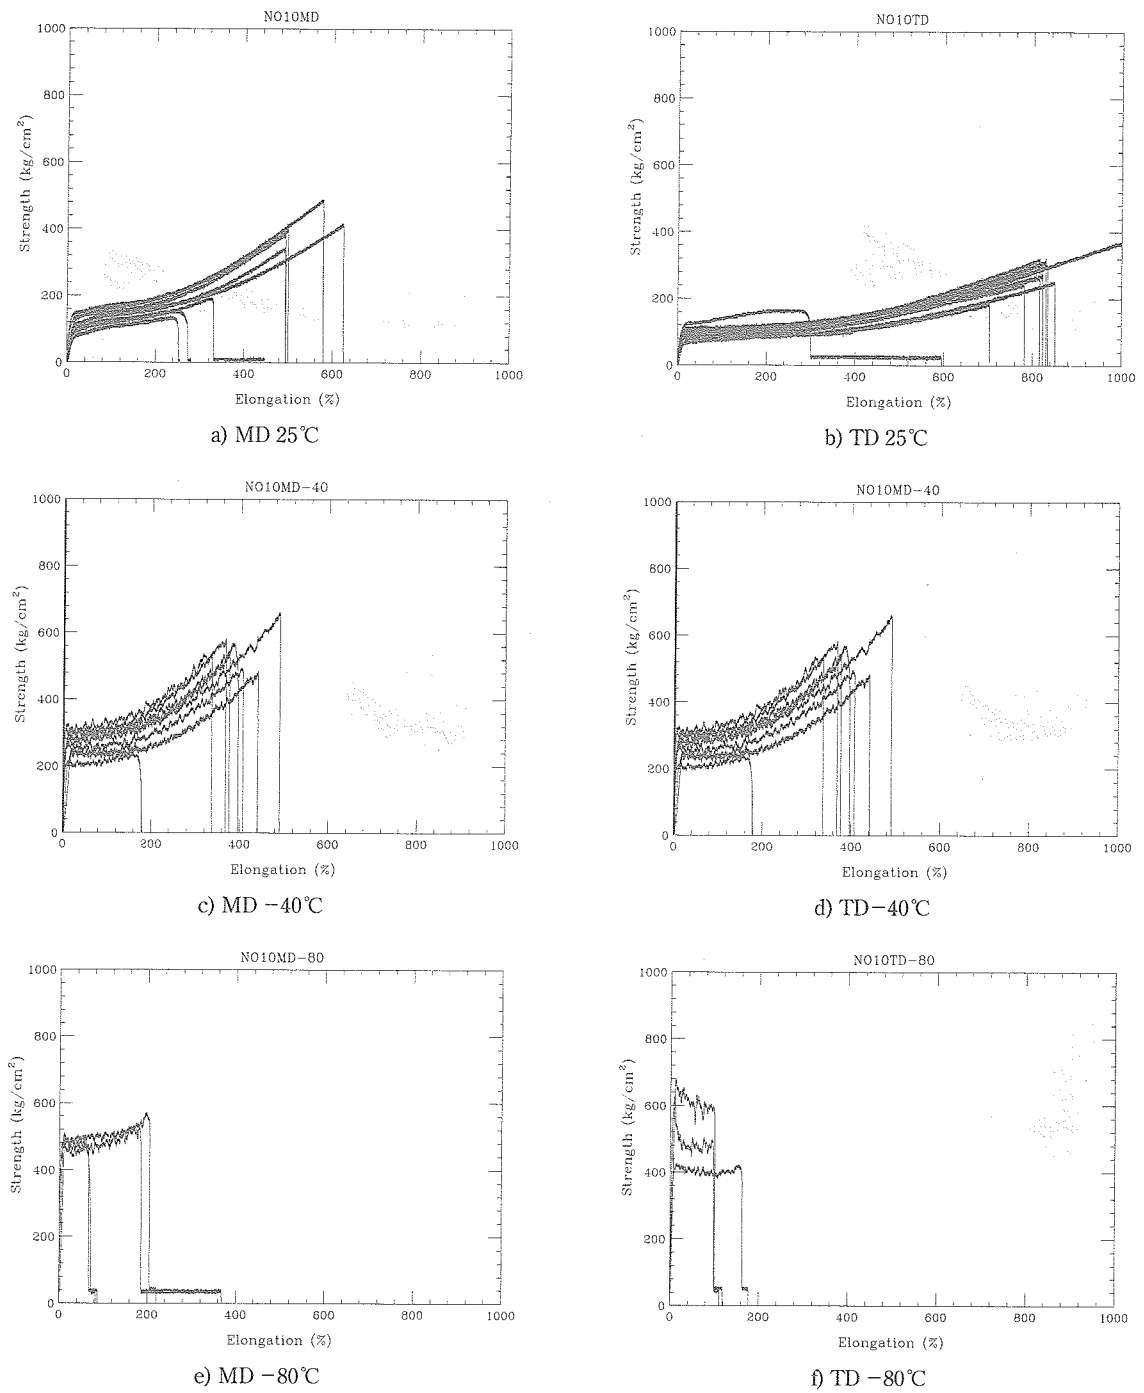 NO10MD
1000
800
600
400
200
0
Strength (kg/cm²)
0 200 400 600 800 1000
Elongation (%)
a) MD 25℃
NO10TD
1000
800
600
400
200
0
Strength (kg/cm²)
0 200 400 600 800 1000
Elongation (%)
b) TD 25℃
NO10MD-40
1000
800
600
400
200
0
Strength (kg/cm²)
0 200 400 600 800 1000
Elongation (%)
c) MD −40℃
NO10MD-40
1000
800
600
400
200
0
Strength (kg/cm²)
0 200 400 600 800 1000
Elongation (%)
d) TD−40℃
NO10MD-80
1000
800
600
400
200
0
Strength (kg/cm²)
0 200 400 600 800 1000
Elongation (%)
e) MD −80℃
NO10TD-80
1000
800
600
400
200
0
Strength (kg/cm²)
0 200 400 600 800 1000
Elongation (%)
f) TD −80℃